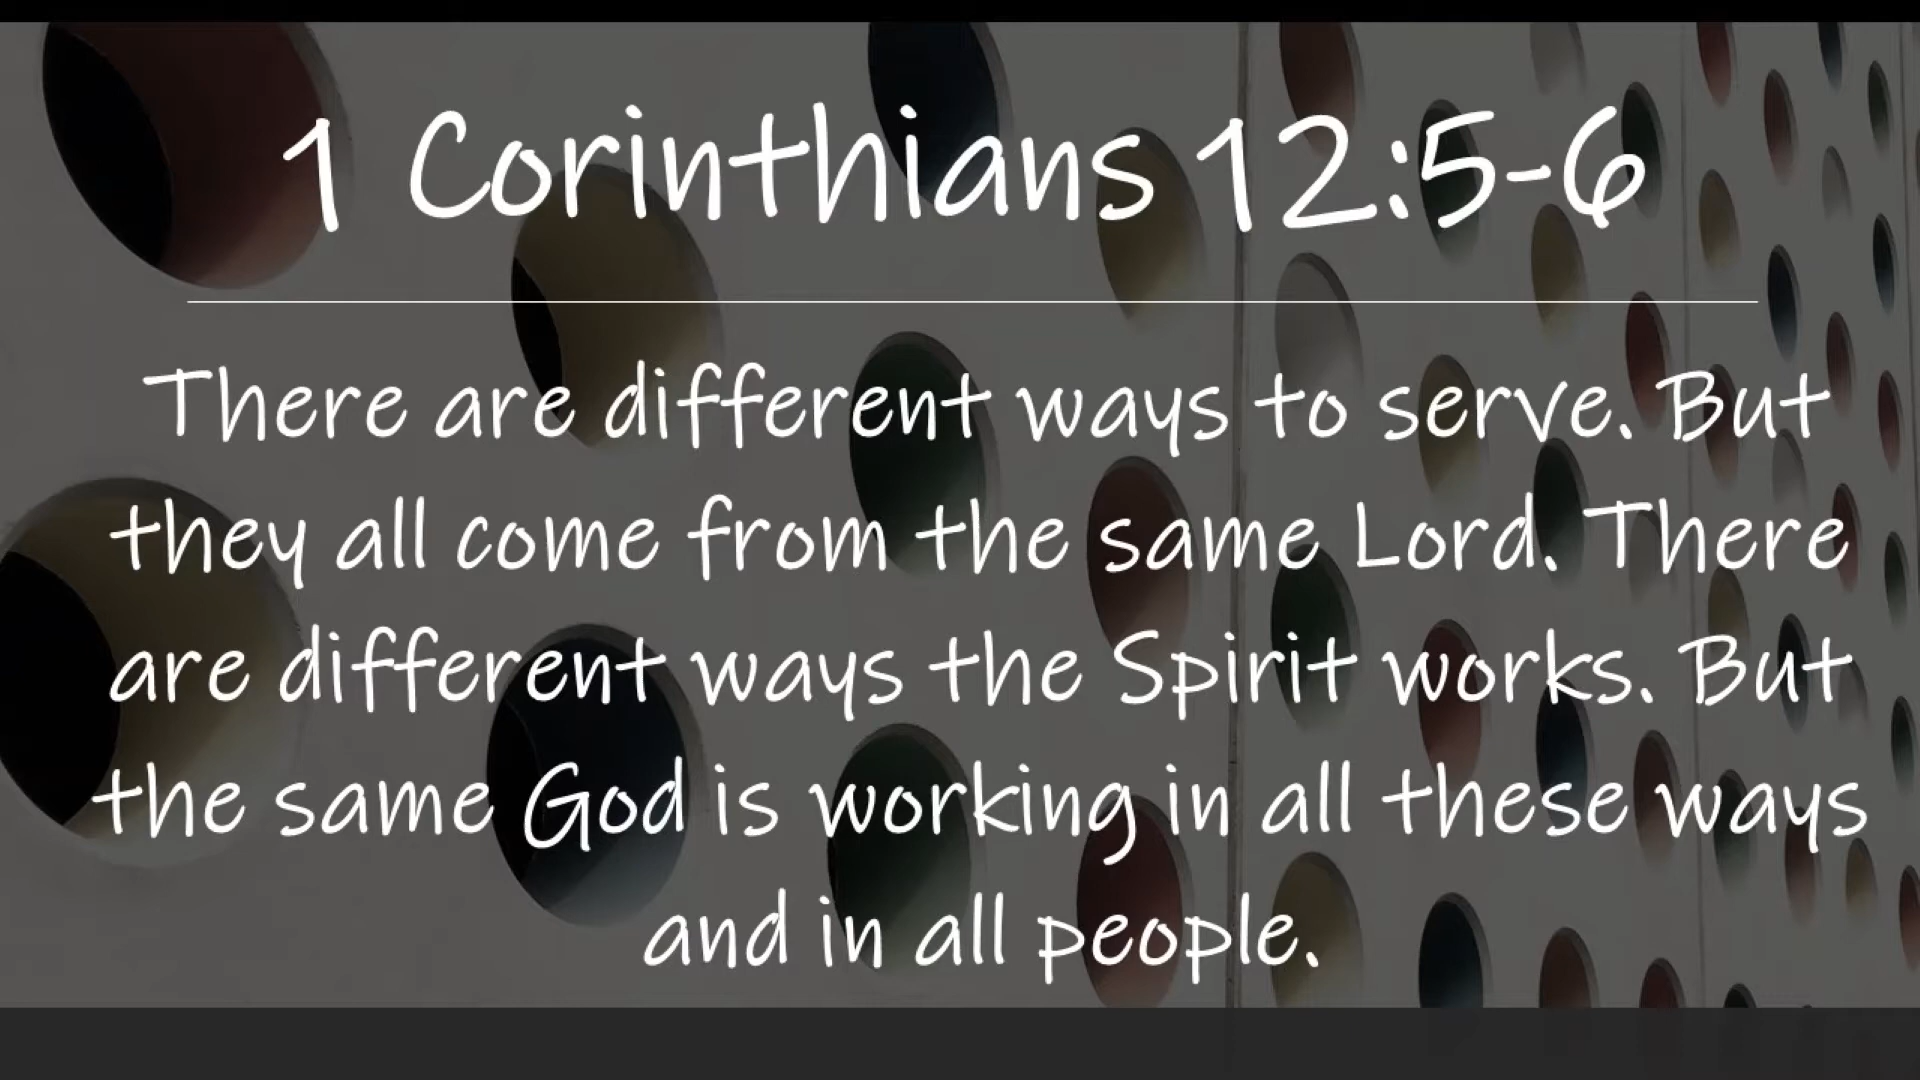 1 Corinthians 12:5-6
There are different ways to serve. But
they all come from the same Lord. There
are different ways the Spirit works. But
the same God is working in all these ways
and in all people.